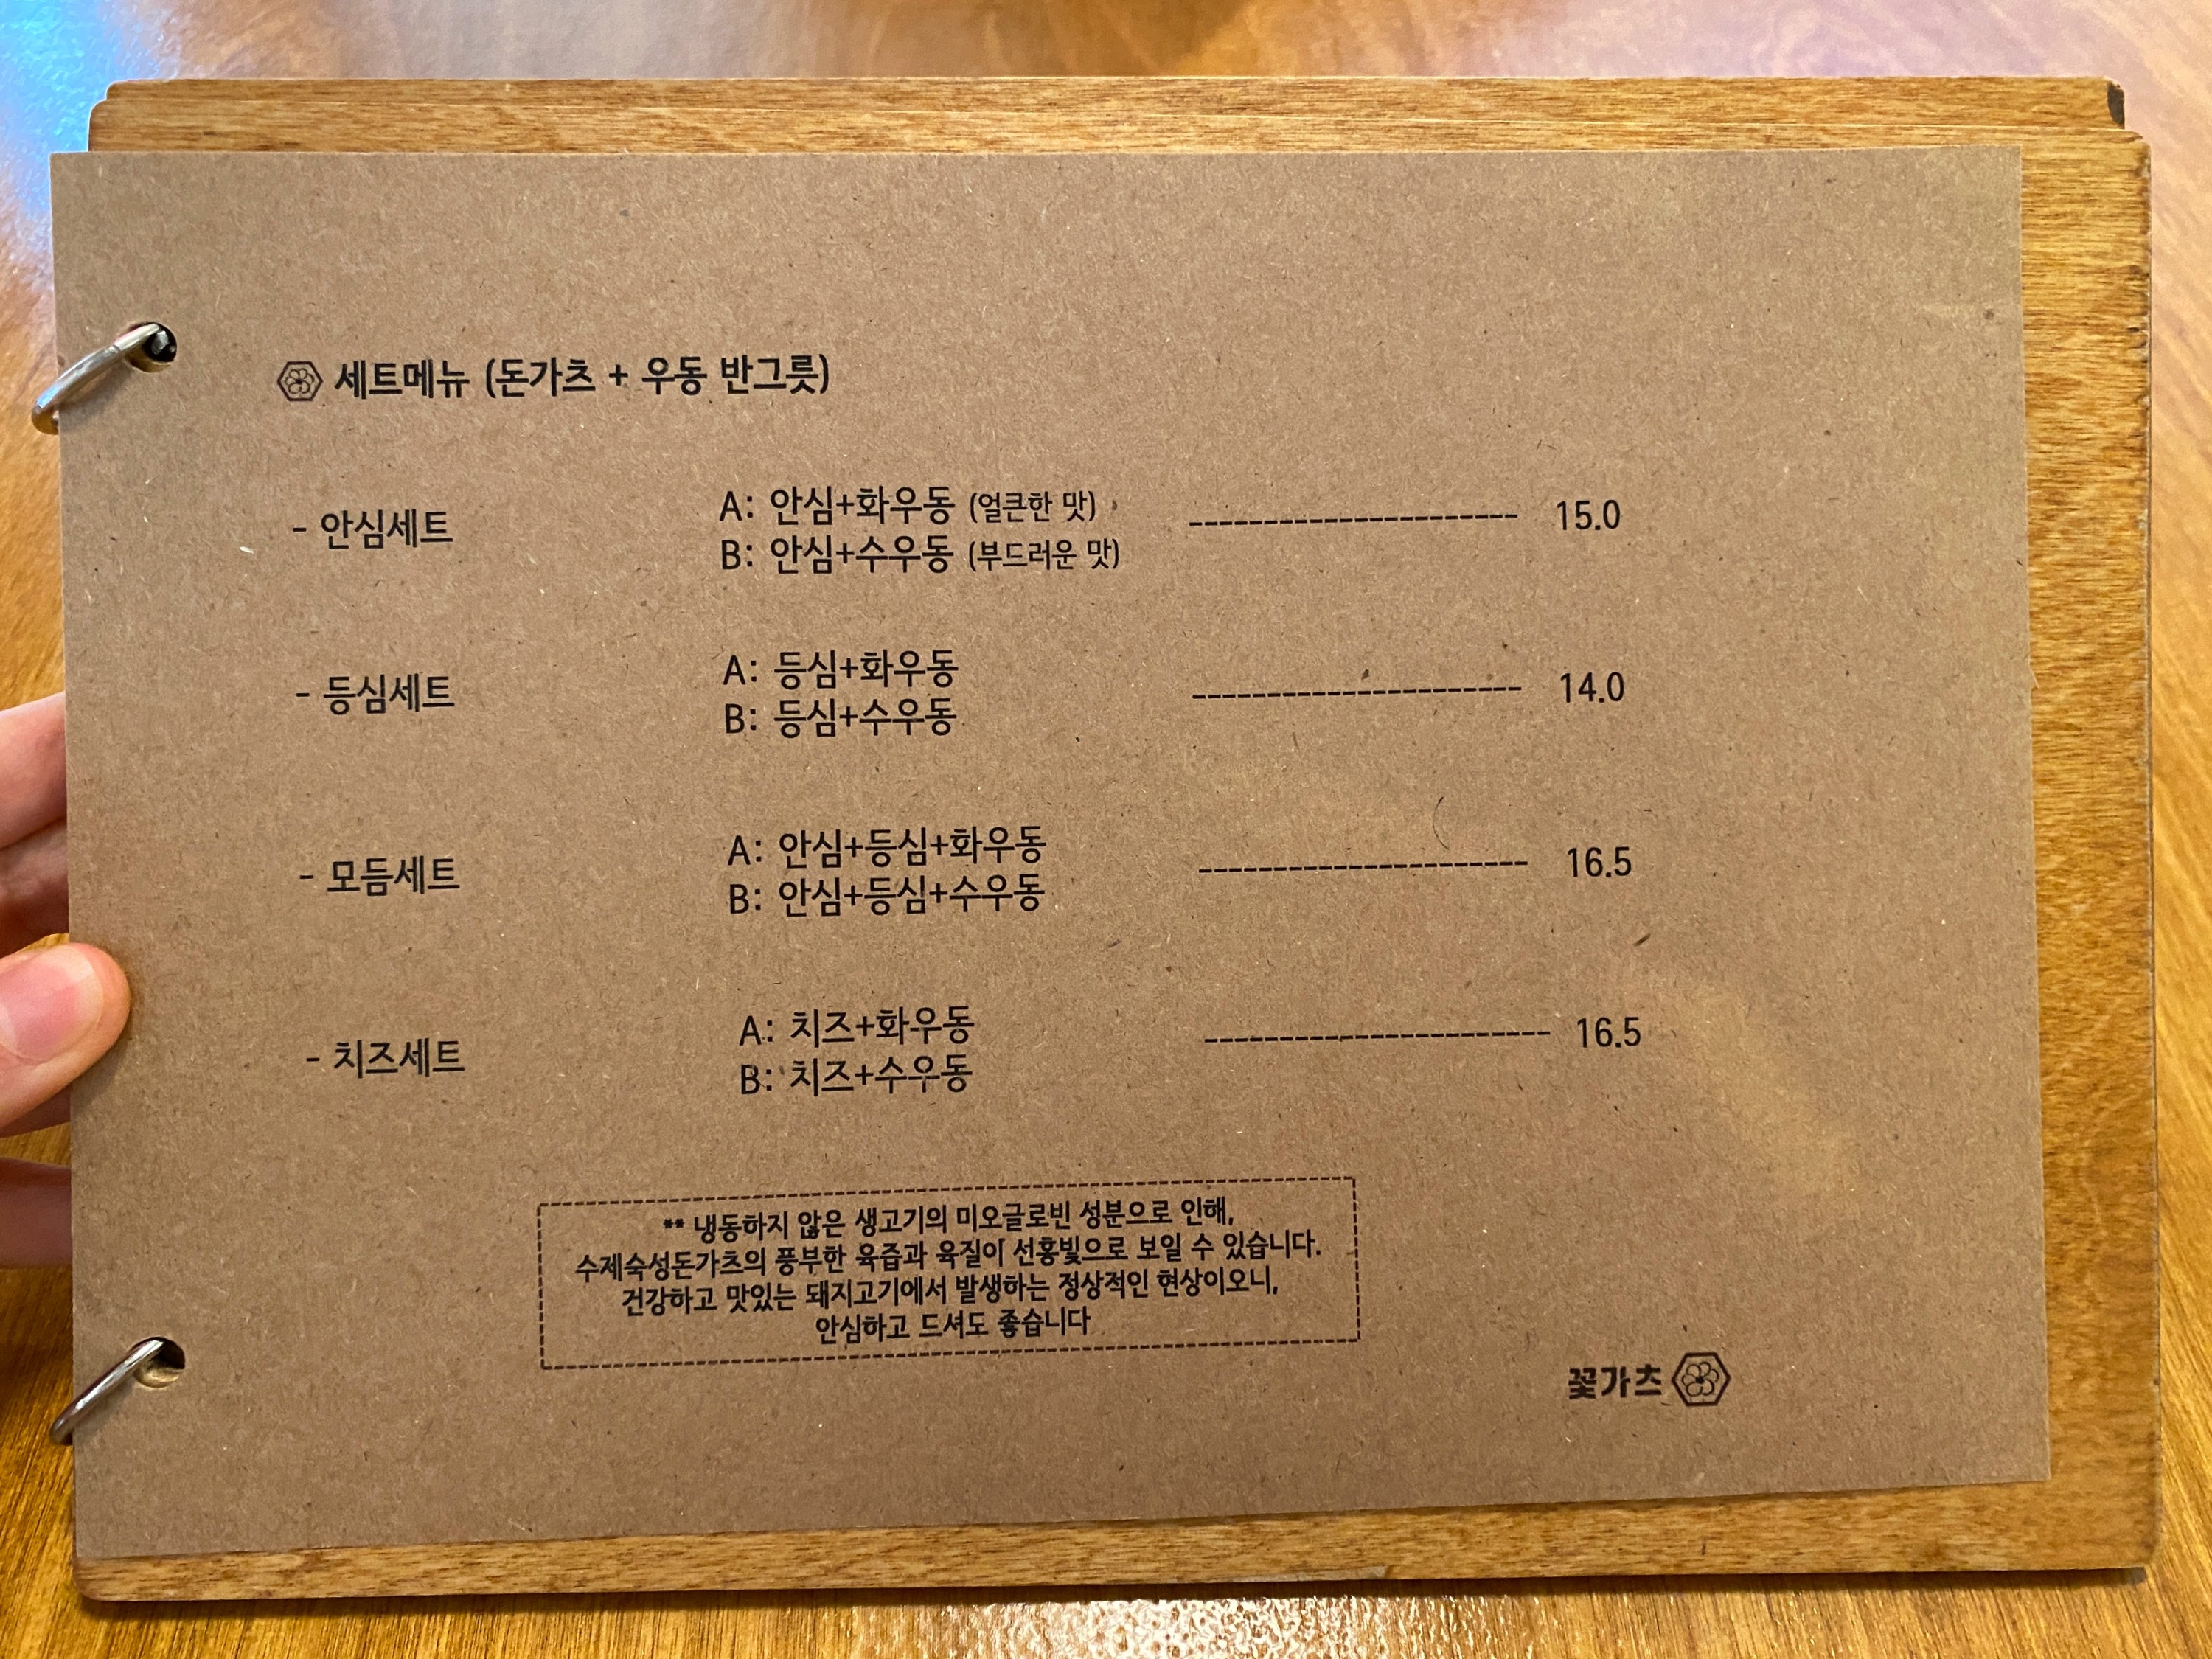 세트메뉴 (돈가츠 + 우동 반그릇)
- 안심세트
A: 안심+화우동 (얼큰한 맛)
B: 안심+수우동 (부드러운 맛)
--------------------- 15.0
- 등심세트
A: 등심+화우동
B: 등심+수우동
--------------------- 14.0
- 모듬세트
A: 안심+등심+화우동
B: 안심+등심+수우동
--------------------- 16.5
- 치즈세트
A: 치즈+화우동
B: 치즈+수우동
---------------------- 16.5
** 냉동하지 않은 생고기의 미오글로빈 성분으로 인해,
수제숙성돈가츠의 풍부한 육즙과 육질이 선홍빛으로 보일 수 있습니다.
건강하고 맛있는 돼지고기에서 발생하는 정상적인 현상이오니,
안심하고 드셔도 좋습니다
꽃가츠